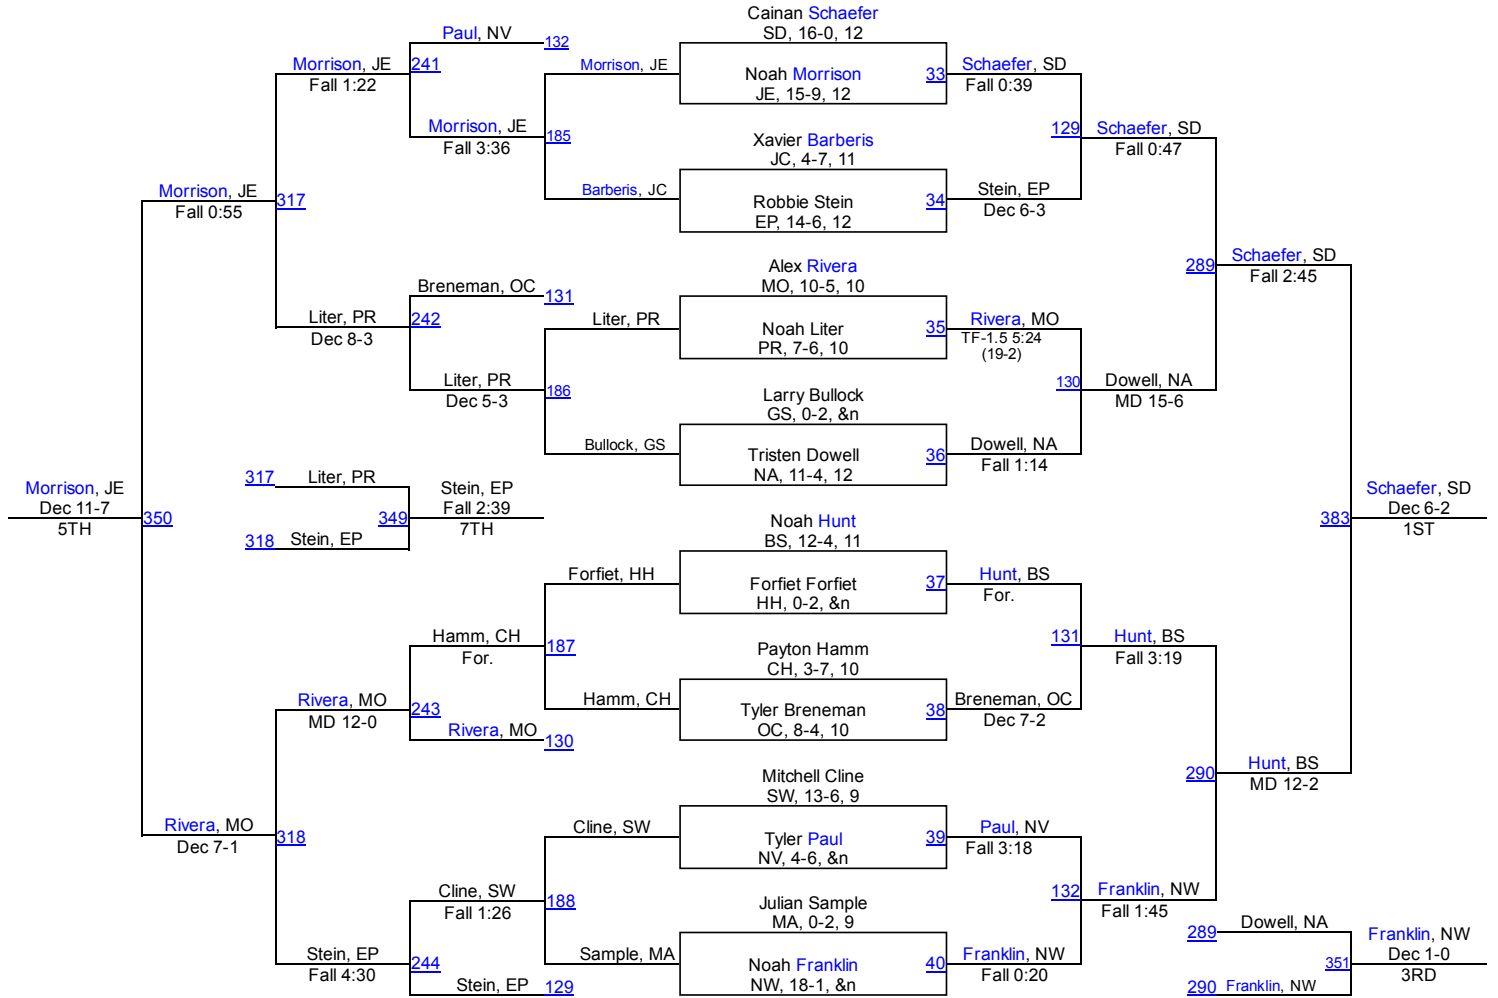 Cainan Schaefer
SD, 16-0, 12
Noah Morrison
JE, 15-9, 12
33
Xavier Barberis
JC, 4-7, 11
Robbie Stein
EP, 14-6, 12
34
Alex Rivera
MO, 10-5, 10
Noah Liter
PR, 7-6, 10
35
Larry Bullock
GS, 0-2, &n
Tristen Dowell
NA, 11-4, 12
36
Noah Hunt
BS, 12-4, 11
Forfiet Forfiet
HH, 0-2, &n
37
Payton Hamm
CH, 3-7, 10
Tyler Breneman
OC, 8-4, 10
38
Mitchell Cline
SW, 13-6, 9
Tyler Paul
NV, 4-6, &n
39
Julian Sample
MA, 0-2, 9
Noah Franklin
NW, 18-1, &n
40
Schaefer, SD
Fall 0:39
129
Stein, EP
Dec 6-3
Rivera, MO
TF-1.5 5:24
(19-2)
130
Dowell, NA
Fall 1:14
Hunt, BS
For.
131
Breneman, OC
Dec 7-2
Paul, NV
Fall 3:18
132
Franklin, NW
Fall 0:20
Schaefer, SD
Fall 0:47
289
Dowell, NA
MD 15-6
Hunt, BS
Fall 3:19
290
Franklin, NW
Fall 1:45
Schaefer, SD
Fall 2:45
383
Hunt, BS
MD 12-2
Schaefer, SD
Dec 6-2
1ST
289
Dowell, NA
351
290
Franklin, NW
Franklin, NW
Dec 1-0
3RD
Morrison, JE
185
Barberis, JC
Liter, PR
186
Bullock, GS
Forfiet, HH
187
Hamm, CH
Cline, SW
188
Sample, MA
Paul, NV
132
241
Morrison, JE
Fall 3:36
Breneman, OC
131
242
Liter, PR
Dec 5-3
Hamm, CH
For.
243
Rivera, MO
130
Cline, SW
Fall 1:26
244
Stein, EP
129
Morrison, JE
Fall 1:22
317
Liter, PR
Dec 8-3
Rivera, MO
MD 12-0
318
Stein, EP
Fall 4:30
Morrison, JE
Fall 0:55
350
Rivera, MO
Dec 7-1
Morrison, JE
Dec 11-7
5TH
317
Liter, PR
349
318
Stein, EP
Stein, EP
Fall 2:39
7TH